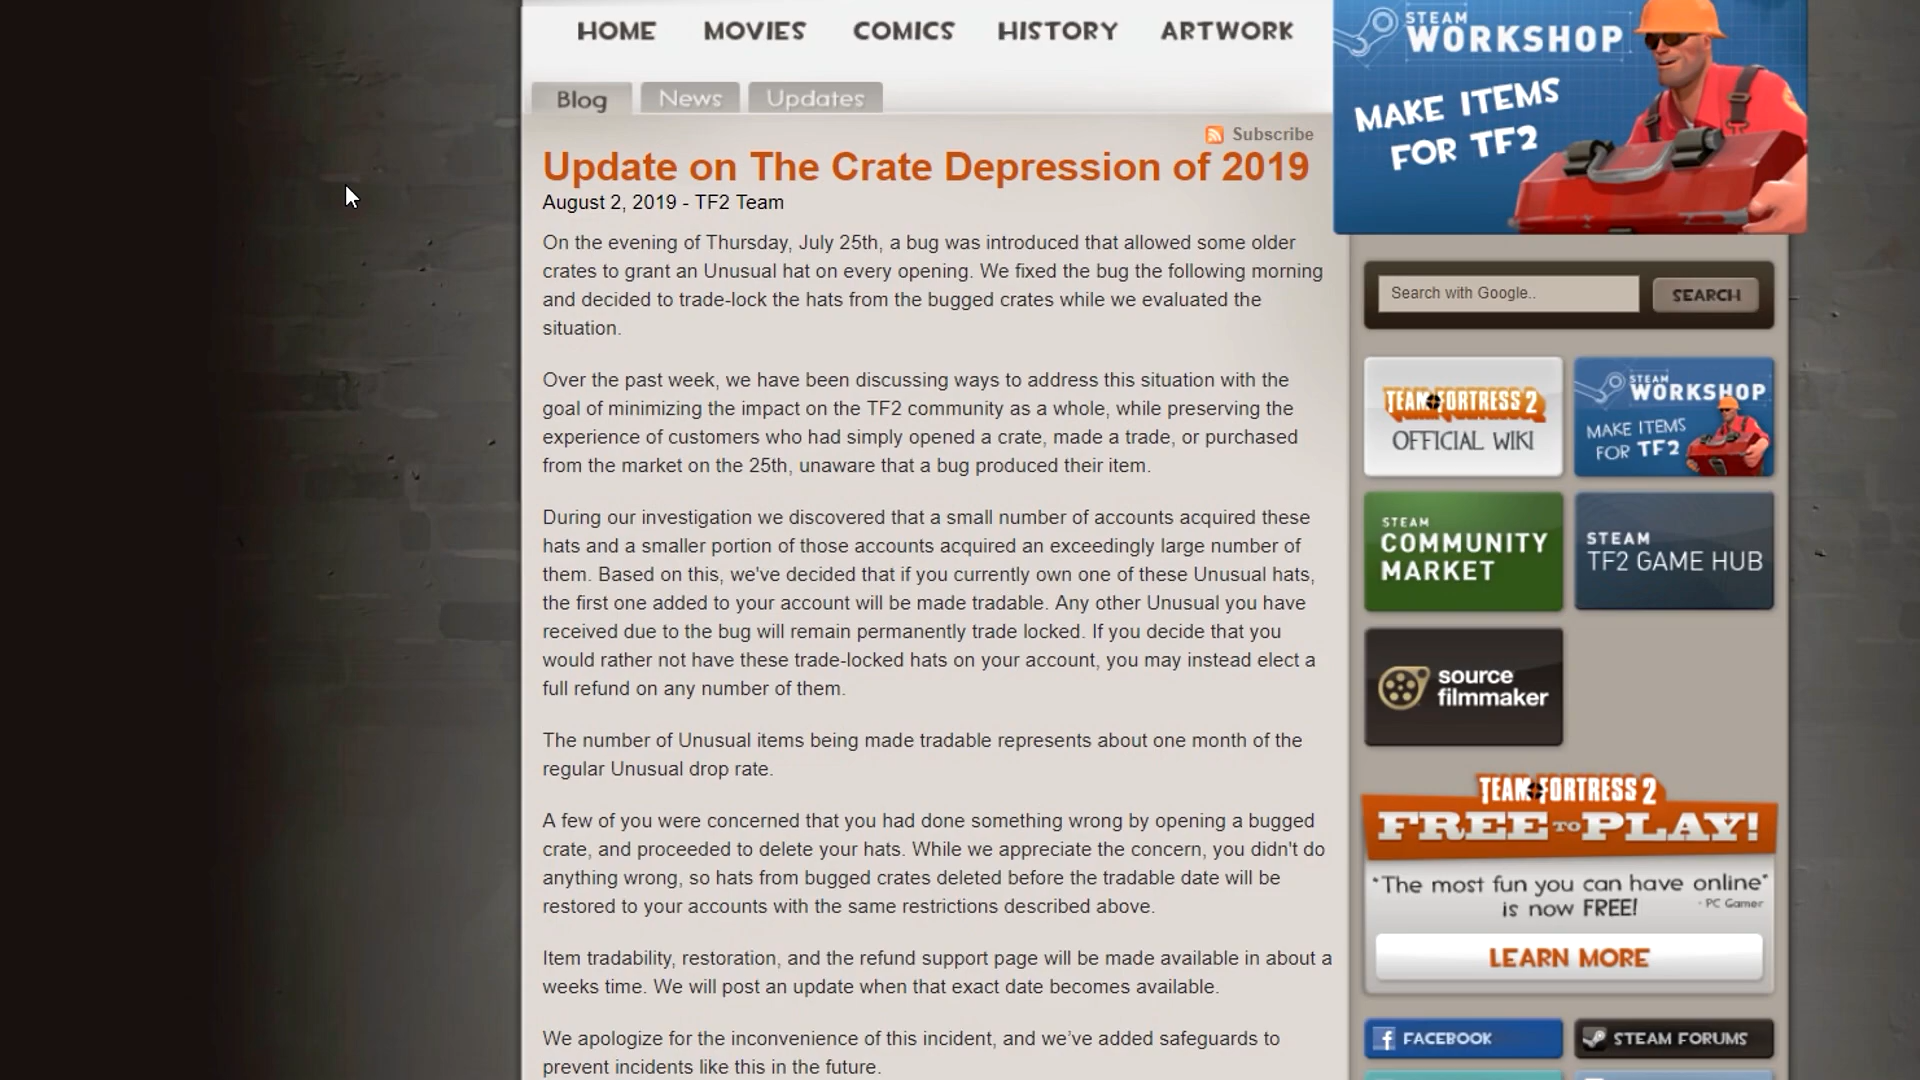 HOME MOVIES COMICS HISTORY ARTWORK
Blog News Updates
Subscribe
Update on The Crate Depression of 2019
August 2, 2019 - TF2 Team
On the evening of Thursday, July 25th, a bug was introduced that allowed some older
crates to grant an Unusual hat on every opening. We fixed the bug the following morning
and decided to trade-lock the hats from the bugged crates while we evaluated the
situation.
Over the past week, we have been discussing ways to address this situation with the
goal of minimizing the impact on the TF2 community as a whole, while preserving the
experience of customers who had simply opened a crate, made a trade, or purchased
from the market on the 25th, unaware that a bug produced their item.
During our investigation we discovered that a small number of accounts acquired these
hats and a smaller portion of those accounts acquired an exceedingly large number of
them. Based on this, we've decided that if you currently own one of these Unusual hats,
the first one added to your account will be made tradable. Any other Unusual you have
received due to the bug will remain permanently trade locked. If you decide that you
would rather not have these trade-locked hats on your account, you may instead elect a
full refund on any number of them.
The number of Unusual items being made tradable represents about one month of the
regular Unusual drop rate.
A few of you were concerned that you had done something wrong by opening a bugged
crate, and proceeded to delete your hats. While we appreciate the concern, you didn't do
anything wrong, so hats from bugged crates deleted before the tradable date will be
restored to your accounts with the same restrictions described above.
Item tradability, restoration, and the refund support page will be made available in about a
weeks time. We will post an update when that exact date becomes available.
We apologize for the inconvenience of this incident, and we’ve added safeguards to
prevent incidents like this in the future.
STEAM
WORKSHOP
MAKE ITEMS
FOR TF2
Search with Google..
SEARCH
TEAM FORTRESS 2
OFFICIAL WIKI
STEAM
WORKSHOP
MAKE ITEMS
FOR TF2
STEAM
COMMUNITY
MARKET
STEAM
TF2 GAME HUB
source
filmmaker
TEAM FORTRESS 2
FREE TO PLAY!
"The most fun you can have online"
is now FREE!
- PC Gamer
LEARN MORE
FACEBOOK
STEAM FORUMS